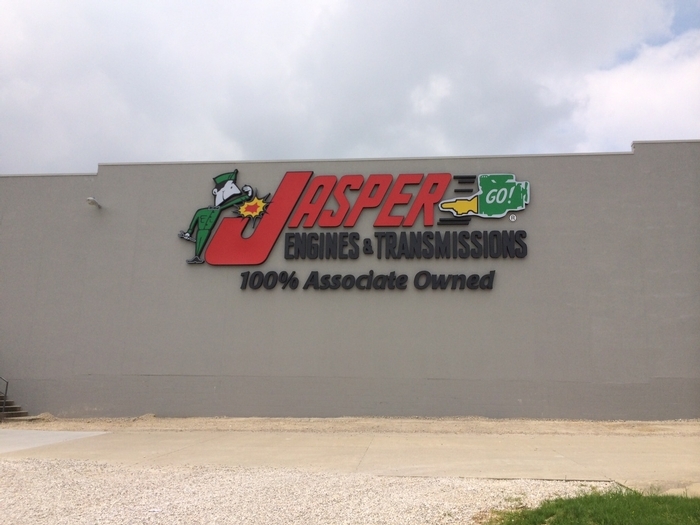 JASPER GO! ®
ENGINES & TRANSMISSIONS
100% Associate Owned